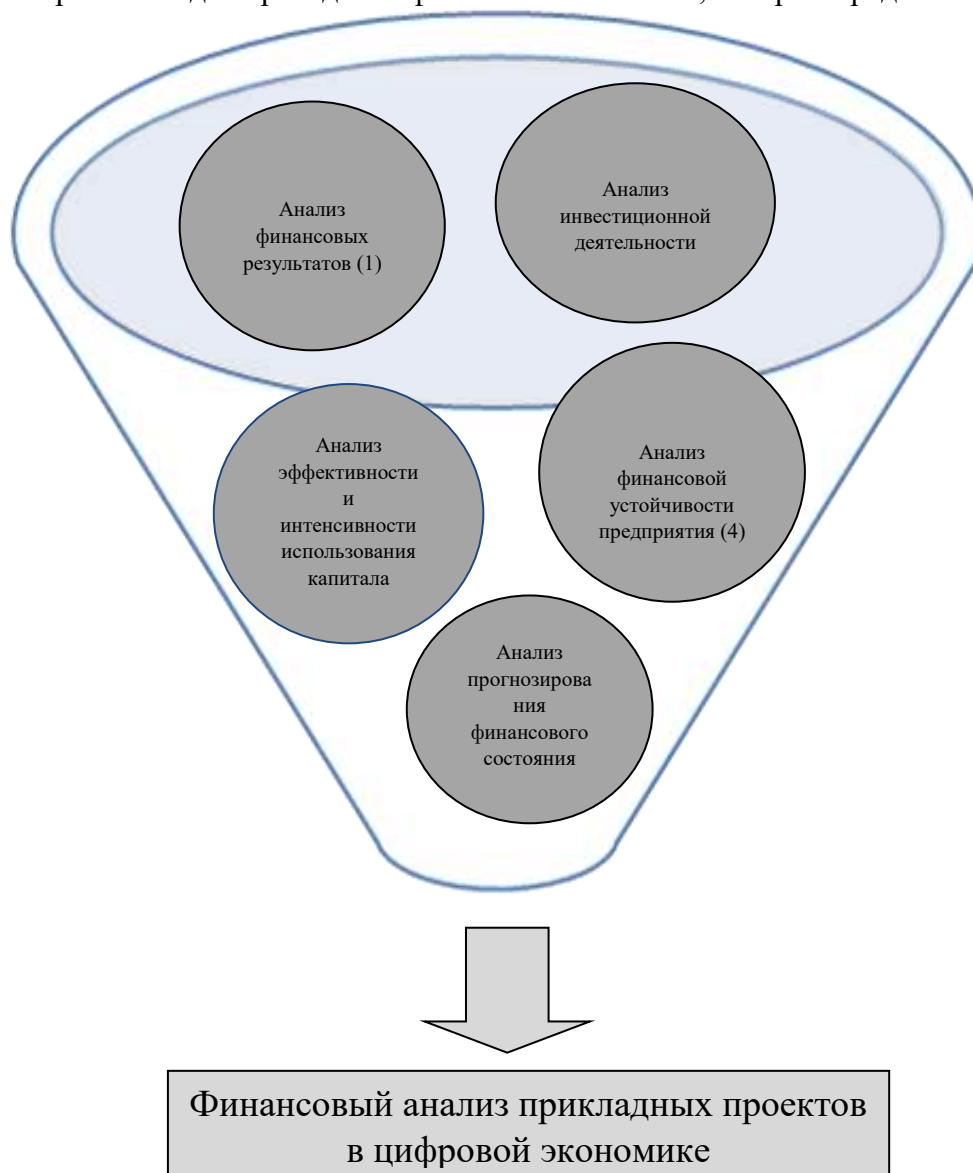 Анализ
финансовых
результатов (1)
Анализ
инвестиционной
деятельности
Анализ
эффективности
и
интенсивности
использования
капитала
Анализ
финансовой
устойчивости
предприятия (4)
Анализ
прогнозирова
ния
финансового
состояния
Финансовый анализ прикладных проектов
в цифровой экономике